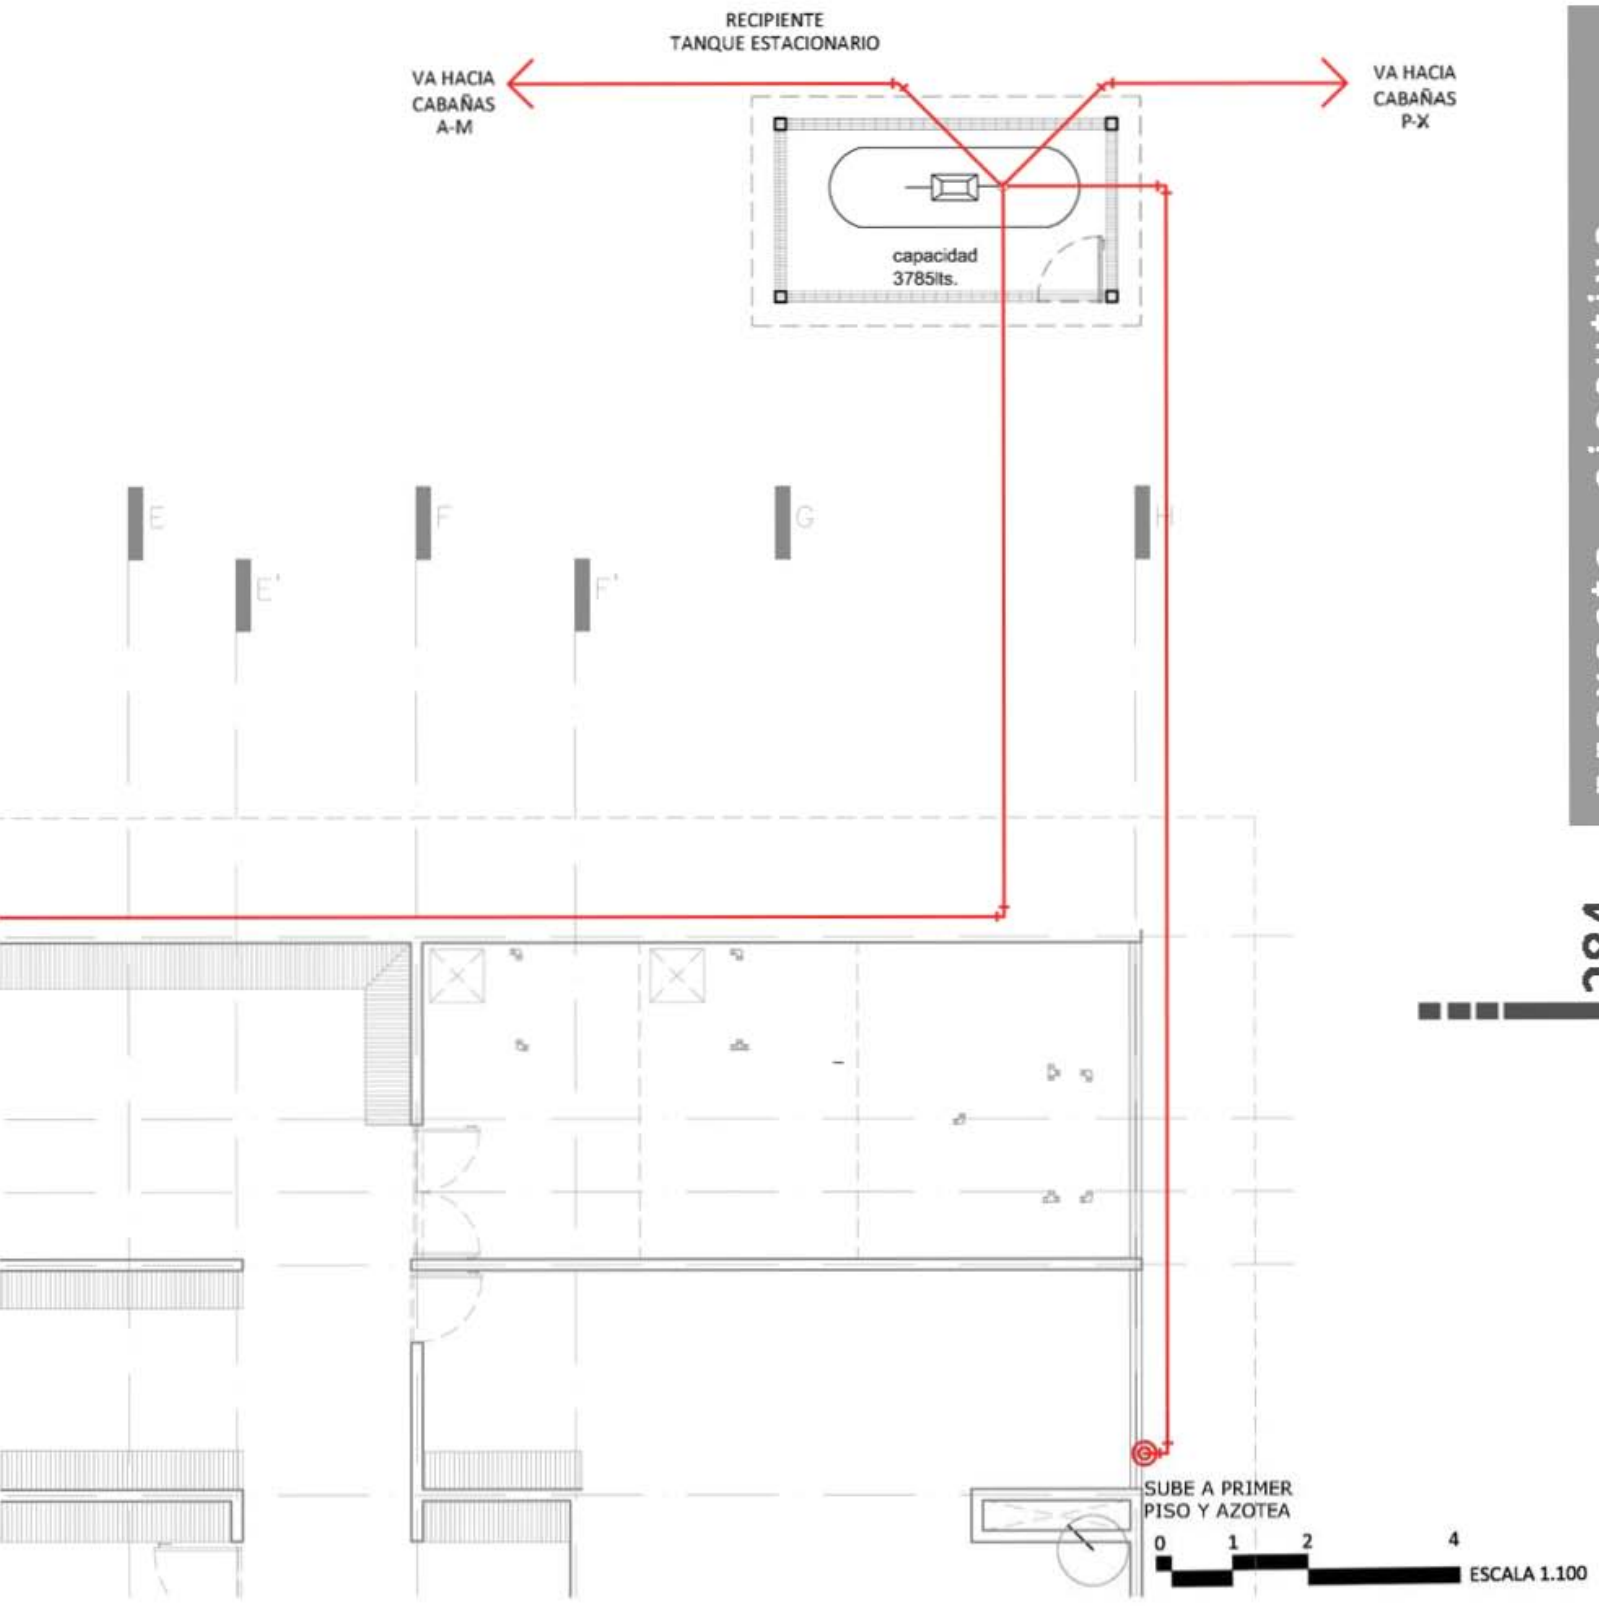 RECIPIENTE
TANQUE ESTACIONARIO
VA HACIA
CABAÑAS
A-M
VA HACIA
CABAÑAS
P-X
capacidad
3785lts.
E
F
G
H
E'
F'
SUBE A PRIMER
PISO Y AZOTEA
0 1 2 4
ESCALA 1.100